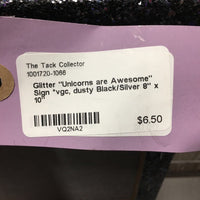 The Tack Collector
1001720-1066
Glitter "Unicorns are Awesome"
Sign *vgc, dusty Black/Silver 8" x
10"
$6.50
VQ2NA2